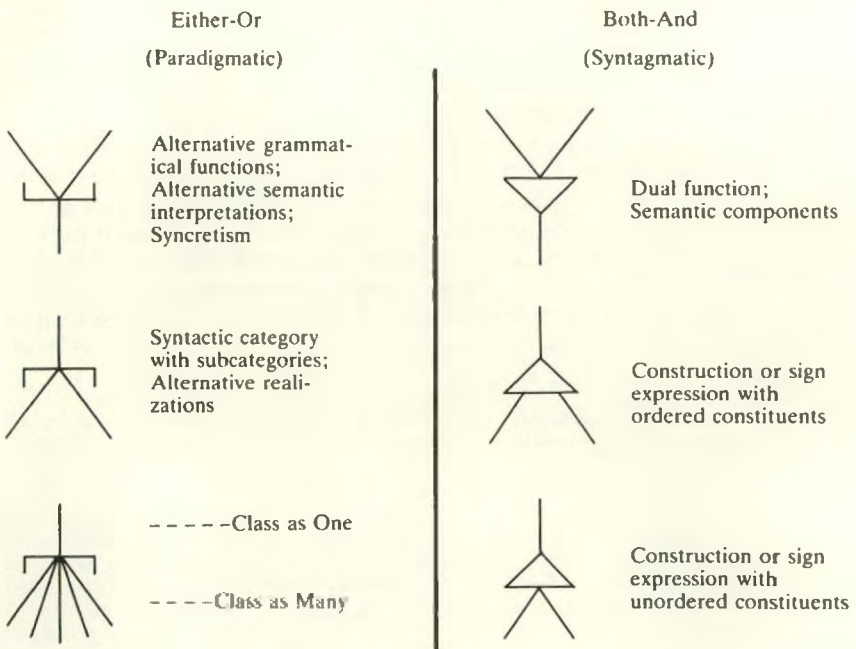 Either-Or
(Paradigmatic)
Alternative grammat-
ical functions;
Alternative semantic
interpretations;
Syncretism
Syntactic category
with subcategories;
Alternative reali-
zations
- - - - - -Class as One
- - - - -Class as Many
Both-And
(Syntagmatic)
Dual function;
Semantic components
Construction or sign
expression with
ordered constituents
Construction or sign
expression with
unordered constituents